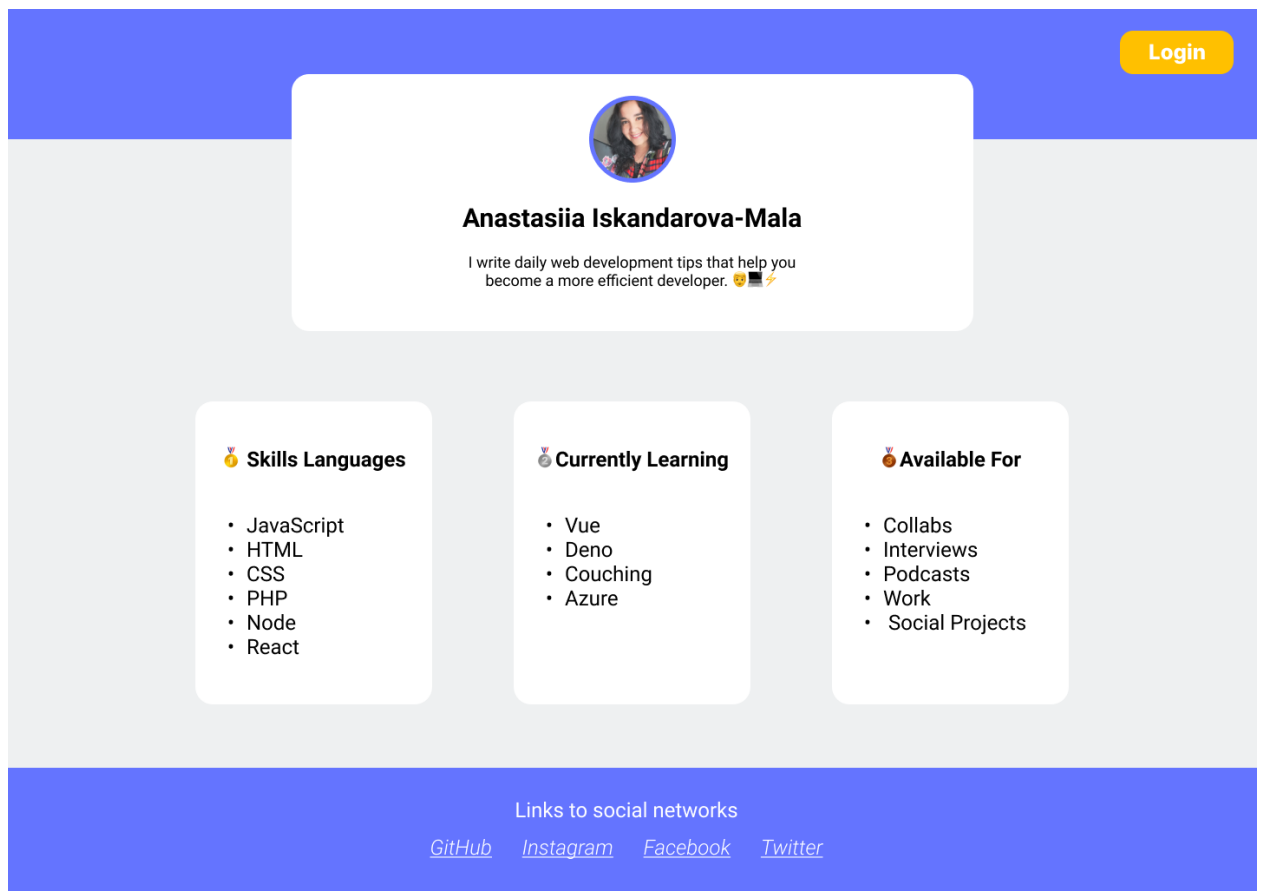 Login
Anastasiia Iskandarova-Mala
I write daily web development tips that help you
become a more efficient developer. 👨💻⚡
🥇 Skills Languages
• JavaScript
• HTML
• CSS
• PHP
• Node
• React
🥈Currently Learning
• Vue
• Deno
• Couching
• Azure
🥉Available For
• Collabs
• Interviews
• Podcasts
• Work
• Social Projects
Links to social networks
GitHub Instagram Facebook Twitter